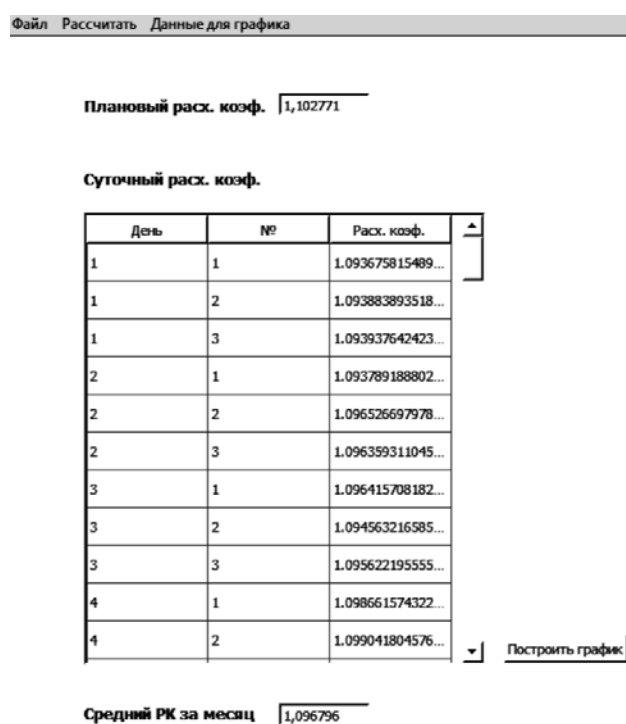 Файл Рассчитать Данные для графика
Плановый расх. коэф. 1,102771
Суточный расх. коэф.
День № Расх. коэф.
1 1 1.093675815489...
1 2 1.093883893518...
1 3 1.093937642423...
2 1 1.093789188802...
2 2 1.096526697978...
2 3 1.096359311045...
3 1 1.096415708182...
3 2 1.094563216585...
3 3 1.095622195555...
4 1 1.098661574322...
4 2 1.099041804576...
Построить график
Средний РК за месяц 1,096796